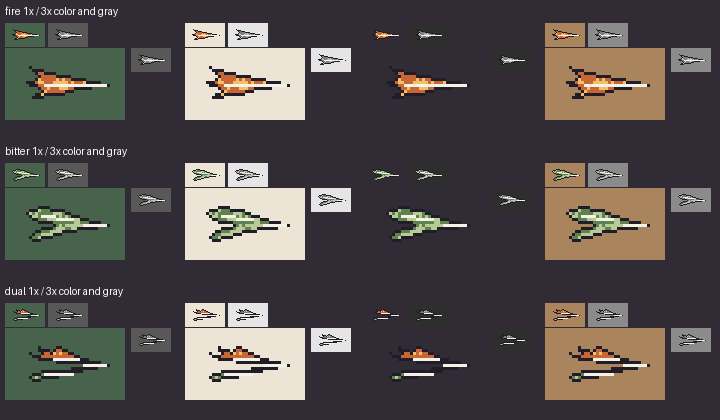 fire 1x / 3x color and gray
bitter 1x / 3x color and gray
dual 1x / 3x color and gray